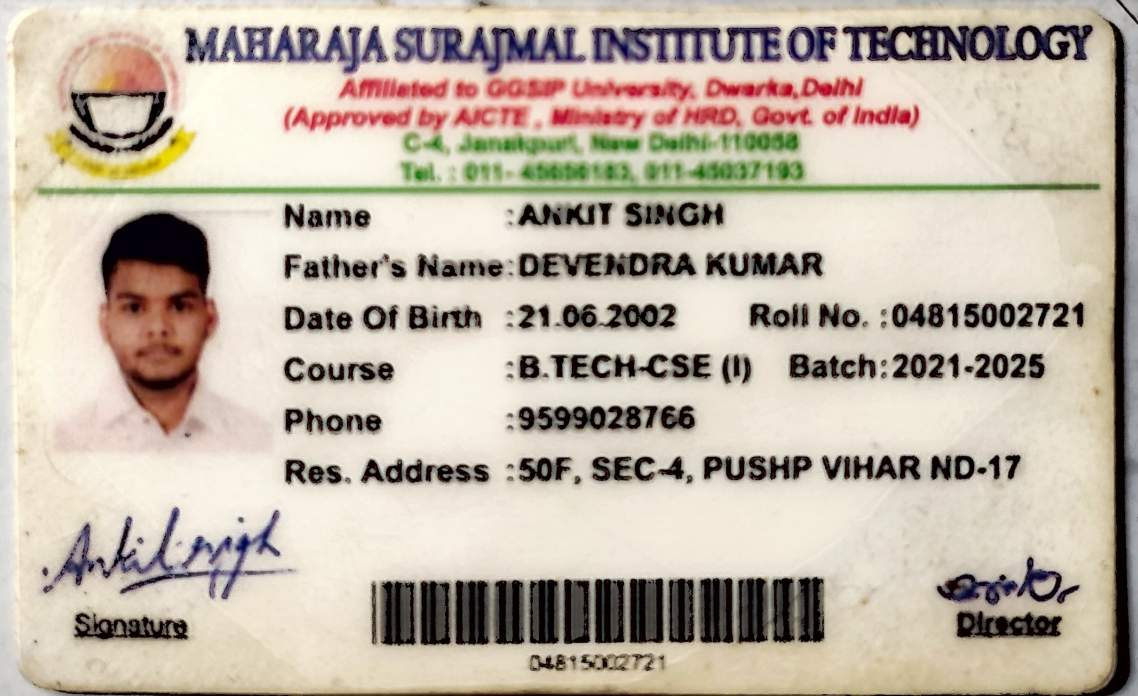 MAHARAJA SURAJMAL INSTITUTE OF TECHNOLOGY
Affiliated to GGSIP University, Dwarka,Delhi
(Approved by AICTE , Ministry of HRD, Govt. of India)
C-4, Janakpuri, New Delhi-110058
Tel. : 011- 45656183, 011-45037193
Name :ANKIT SINGH
Father's Name:DEVENDRA KUMAR
Date Of Birth :21.06.2002 Roll No. :04815002721
Course :B.TECH-CSE (I) Batch:2021-2025
Phone :9599028766
Res. Address :50F, SEC-4, PUSHP VIHAR ND-17
Ankit singh
Signature
Director
04815002721